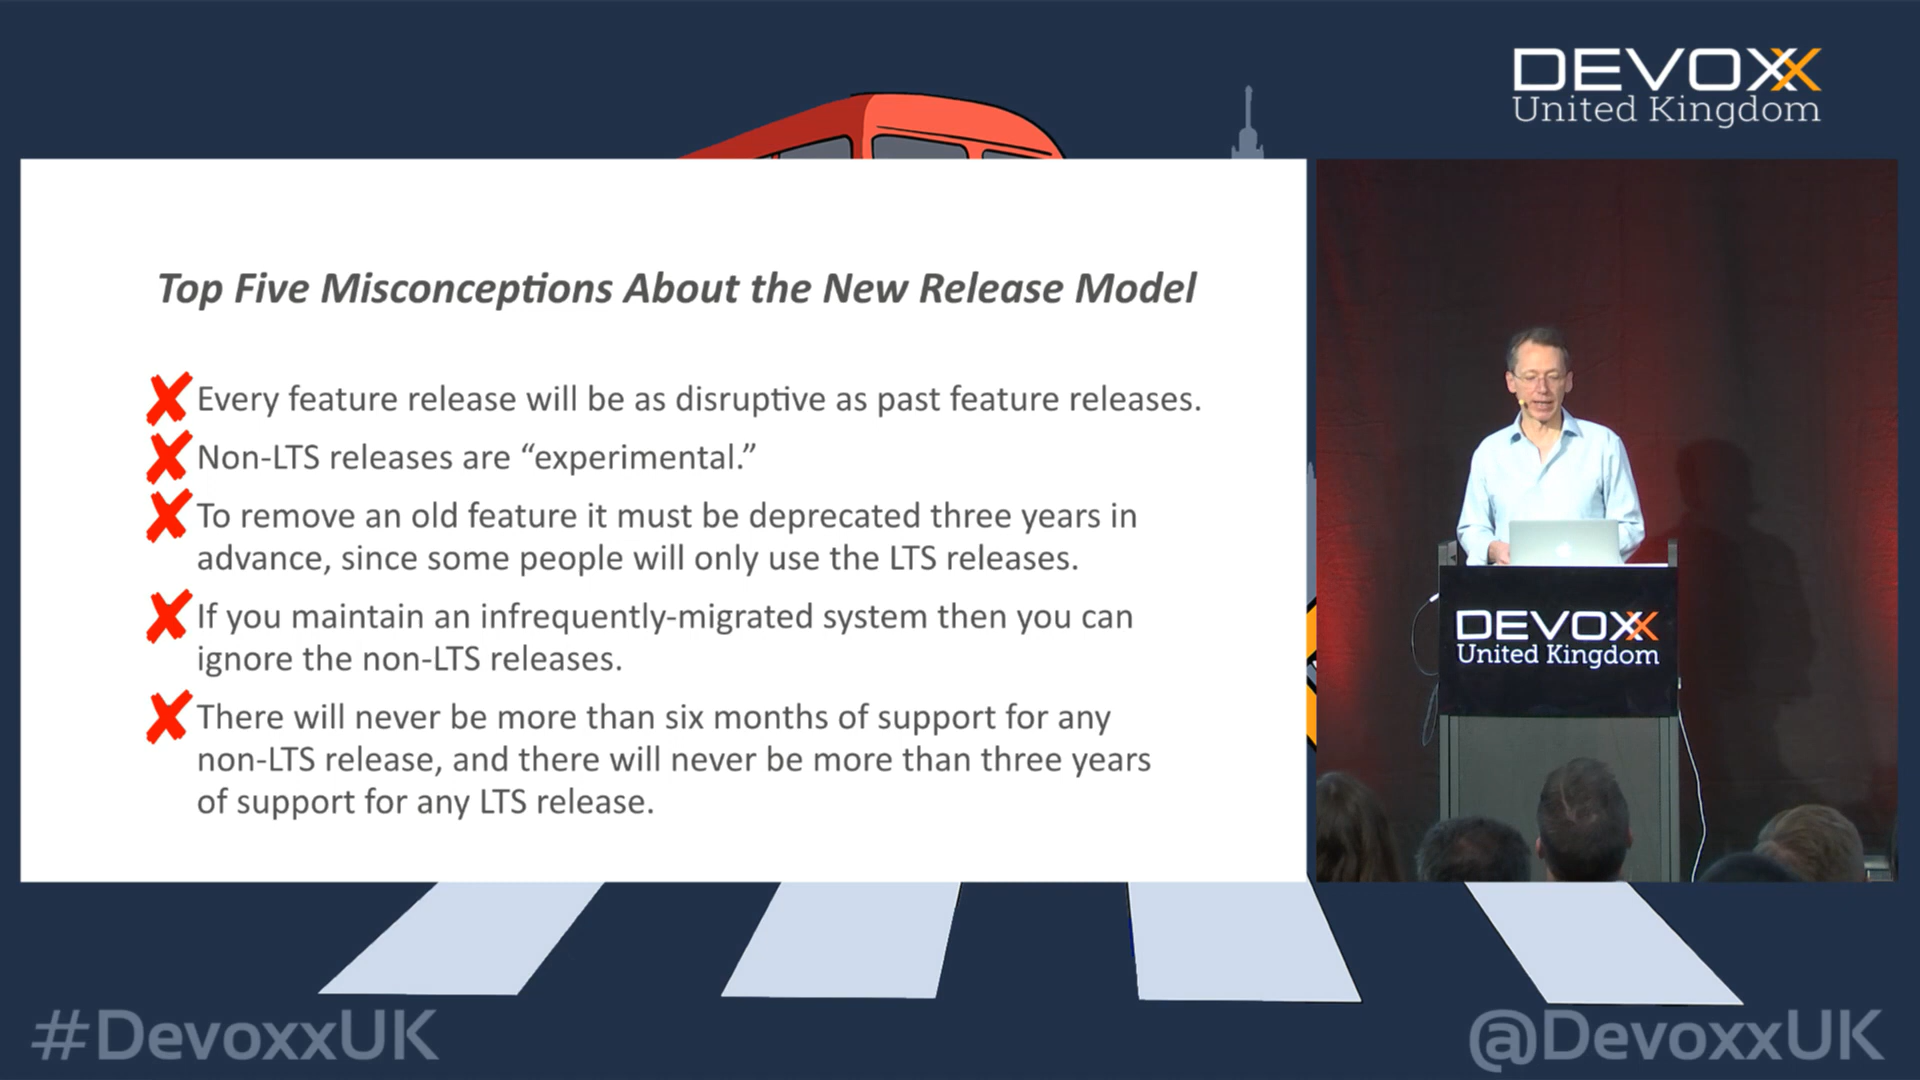 DEVOXX
United Kingdom
Top Five Misconceptions About the New Release Model
✘ Every feature release will be as disruptive as past feature releases.
✘ Non-LTS releases are “experimental.”
✘ To remove an old feature it must be deprecated three years in
advance, since some people will only use the LTS releases.
✘ If you maintain an infrequently-migrated system then you can
ignore the non-LTS releases.
✘ There will never be more than six months of support for any
non-LTS release, and there will never be more than three years
of support for any LTS release.
DEVOXX
United Kingdom
#DevoxxUK
@DevoxxUK